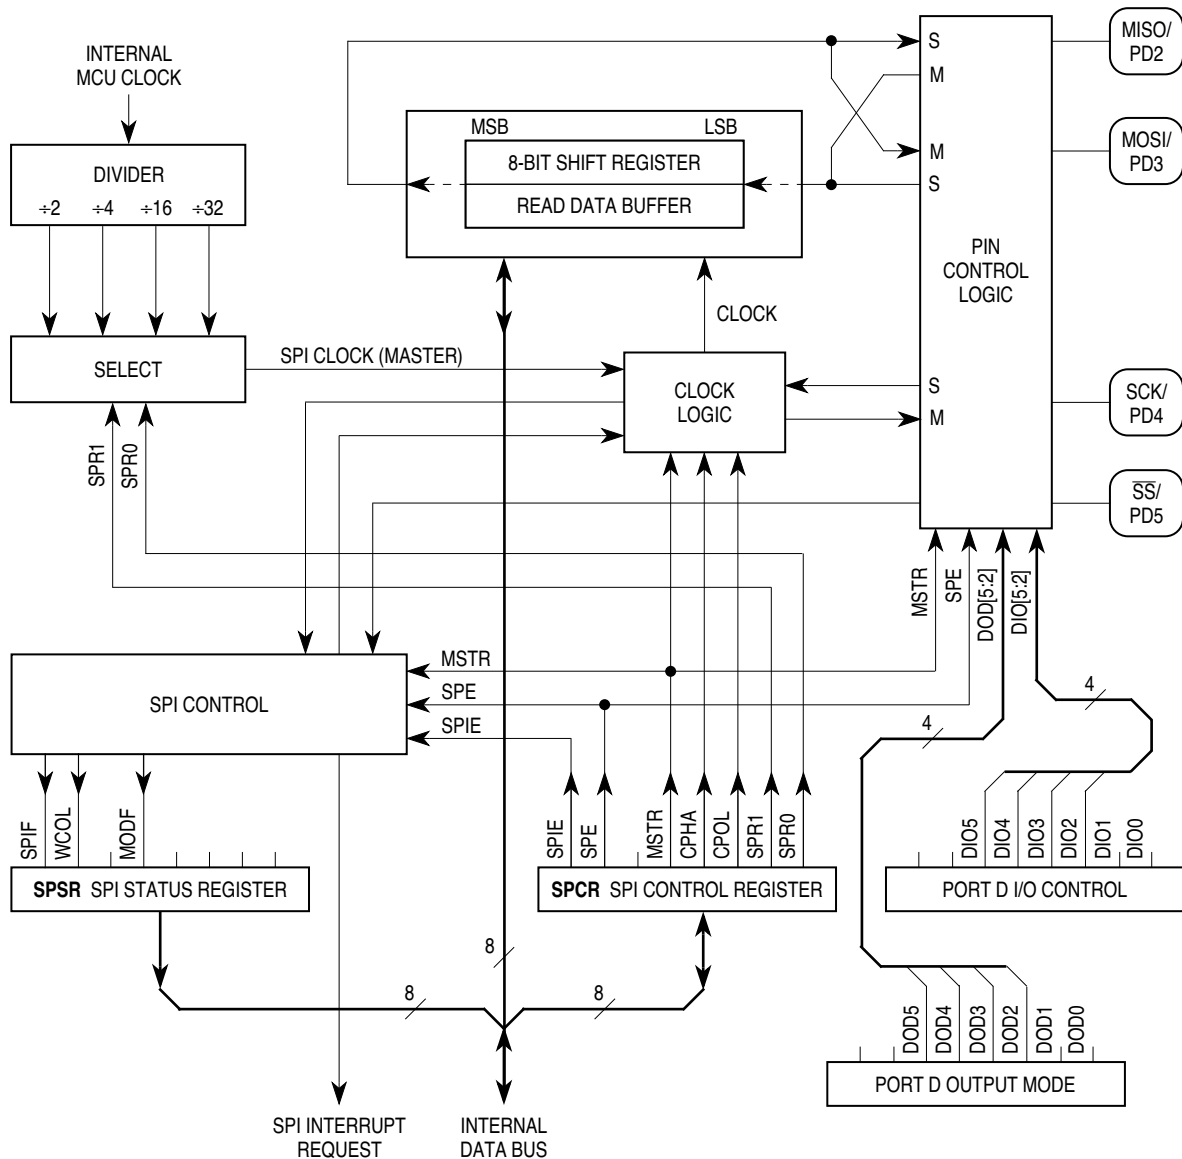 INTERNAL
MCU CLOCK
DIVIDER
÷2 ÷4 ÷16 ÷32
SELECT
SPI CLOCK (MASTER)
SPR1
SPR0
MSB LSB
8-BIT SHIFT REGISTER
READ DATA BUFFER
CLOCK
CLOCK
LOGIC
S
M
M
S
PIN
CONTROL
LOGIC
S
M
MISO/
PD2
MOSI/
PD3
SCK/
PD4
S̅S̅/
PD5
MSTR
SPE
DOD[5:2]
DIO[5:2]
SPI CONTROL
MSTR
SPE
SPIE
4
4
SPIF
WCOL
MODF
SPSR SPI STATUS REGISTER
SPIE
SPE
MSTR
CPHA
CPOL
SPR1
SPR0
SPCR SPI CONTROL REGISTER
DIO5
DIO4
DIO3
DIO2
DIO1
DIO0
PORT D I/O CONTROL
8
8
8
DOD5
DOD4
DOD3
DOD2
DOD1
DOD0
PORT D OUTPUT MODE
SPI INTERRUPT
REQUEST
INTERNAL
DATA BUS